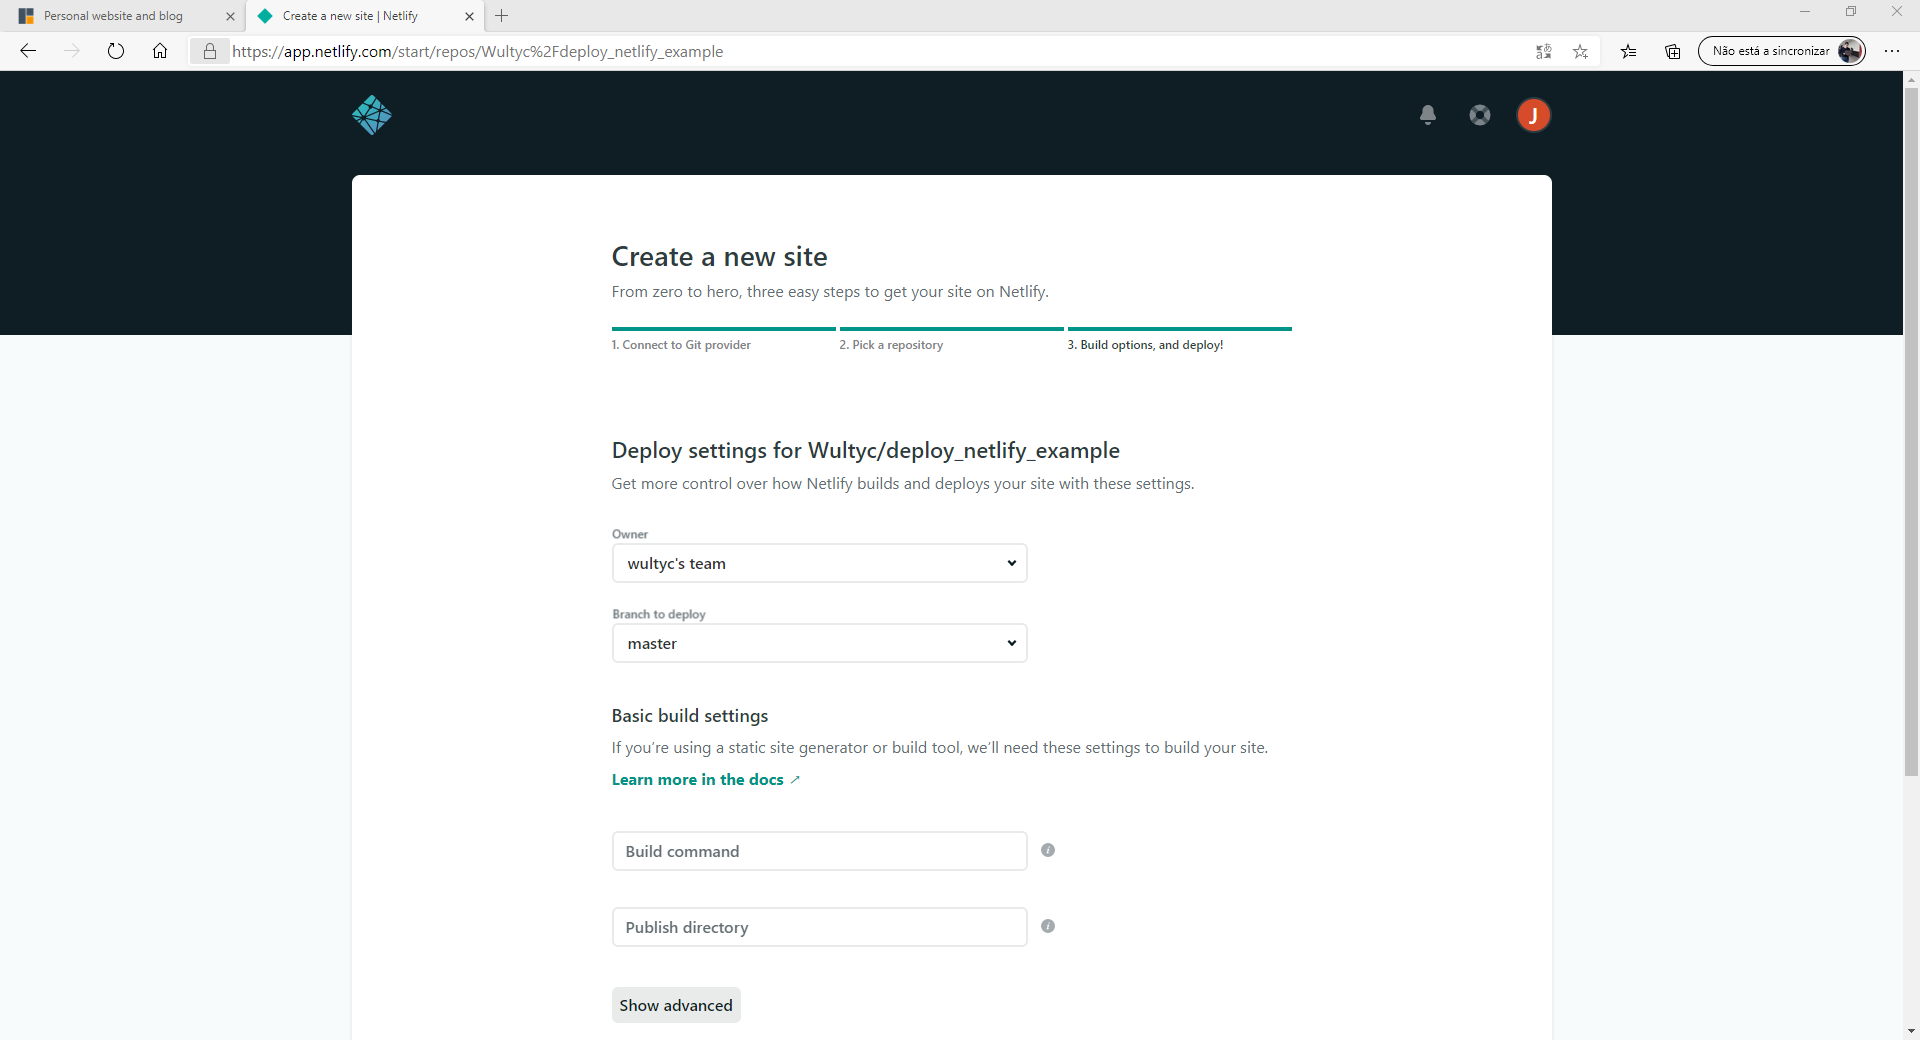 Personal website and blog
Create a new site | Netlify
https://app.netlify.com/start/repos/Wultyc%2Fdeploy_netlify_example
Não está a sincronizar
J
Create a new site
From zero to hero, three easy steps to get your site on Netlify.
1. Connect to Git provider
2. Pick a repository
3. Build options, and deploy!
Deploy settings for Wultyc/deploy_netlify_example
Get more control over how Netlify builds and deploys your site with these settings.
Owner
wultyc's team
Branch to deploy
master
Basic build settings
If you’re using a static site generator or build tool, we’ll need these settings to build your site.
Learn more in the docs
Build command
Publish directory
Show advanced